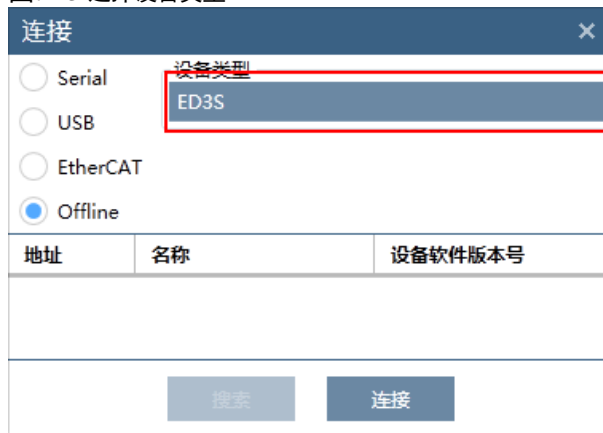 连接
Serial
设备类型
ED3S
USB
EtherCAT
Offline
地址 名称 设备软件版本号
搜索 连接